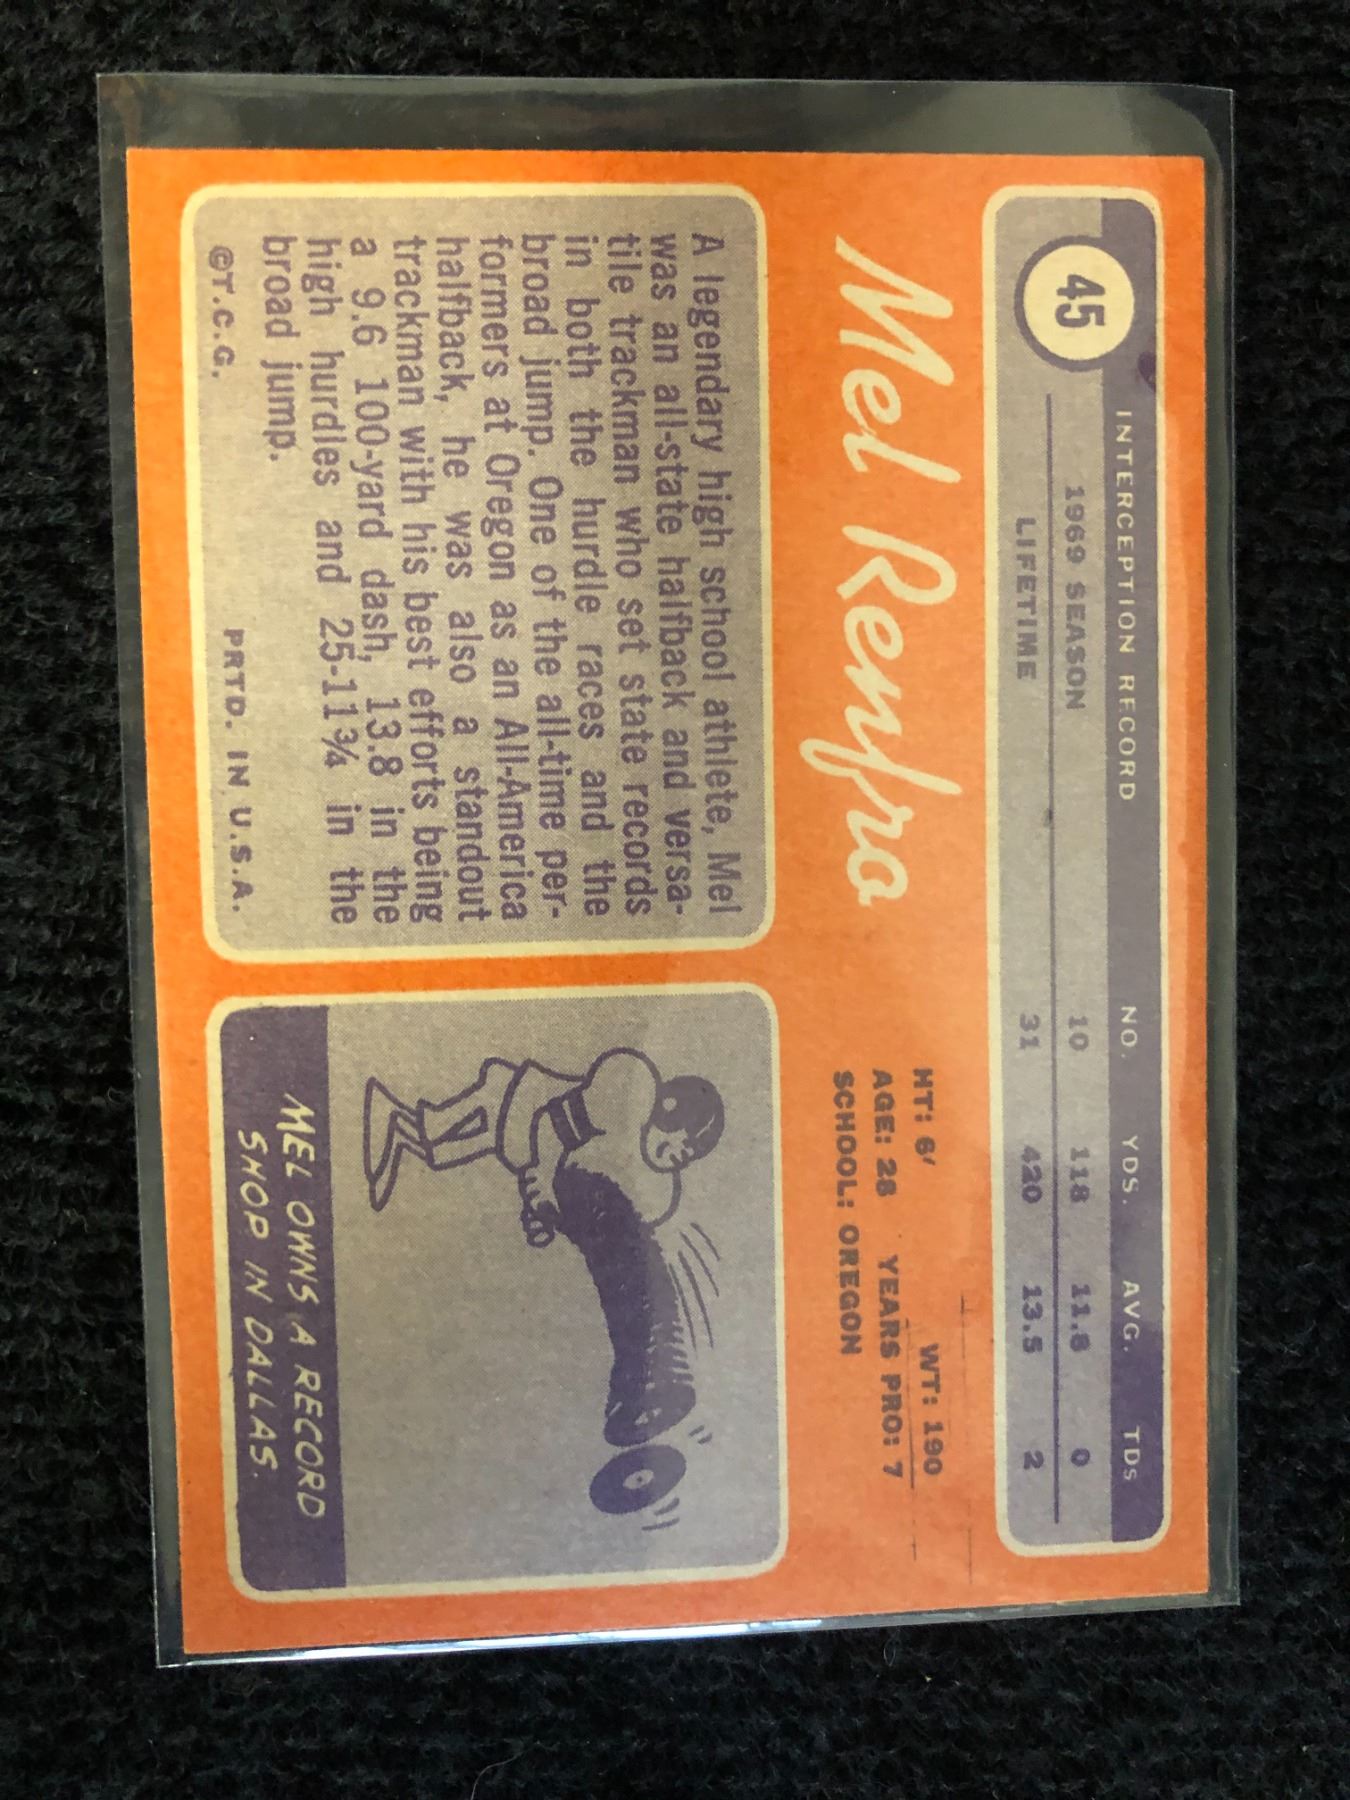 45
INTERCEPTION RECORD NO. YDS. AVG. TDs
1969 SEASON 10 118 11.8 0
LIFETIME 31 420 13.5 2
Mel Renfro
HT: 6' WT: 190
AGE: 28 YEARS PRO: 7
SCHOOL: OREGON
A legendary high school athlete, Mel
was an all-state halfback and versa-
tile trackman who set state records
in both the hurdle races and the
broad jump. One of the all-time per-
formers at Oregon as an All-America
halfback, he was also a standout
trackman with his best efforts being
a 9.6 100-yard dash, 13.8 in the
high hurdles and 25-11¾ in the
broad jump.
©T.C.G. PRTD. IN U.S.A.
MEL OWNS A RECORD
SHOP IN DALLAS.